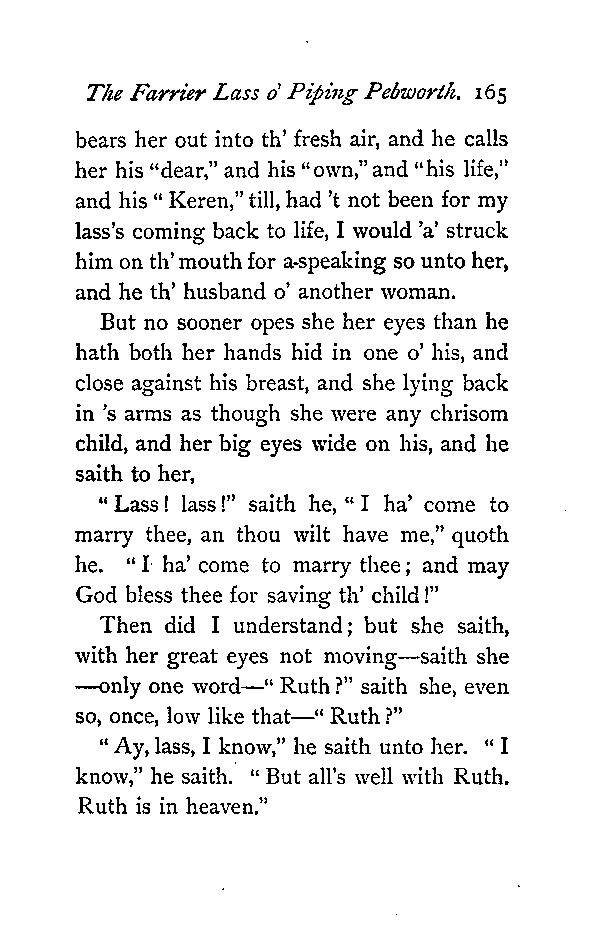 The Farrier Lass o' Piping Pebworth. 165
bears her out into th' fresh air, and he calls
her his "dear," and his "own," and "his life,"
and his "Keren," till, had 't not been for my
lass's coming back to life, I would 'a' struck
him on th' mouth for a-speaking so unto her,
and he th' husband o' another woman.
But no sooner opes she her eyes than he
hath both her hands hid in one o' his, and
close against his breast, and she lying back
in 's arms as though she were any chrisom
child, and her big eyes wide on his, and he
saith to her,
"Lass! lass!" saith he, "I ha' come to
marry thee, an thou wilt have me," quoth
he. "I ha' come to marry thee; and may
God bless thee for saving th' child!"
Then did I understand; but she saith,
with her great eyes not moving—saith she
—only one word—"Ruth?" saith she, even
so, once, low like that—"Ruth?"
"Ay, lass, I know," he saith unto her. "I
know," he saith. "But all's well with Ruth.
Ruth is in heaven."